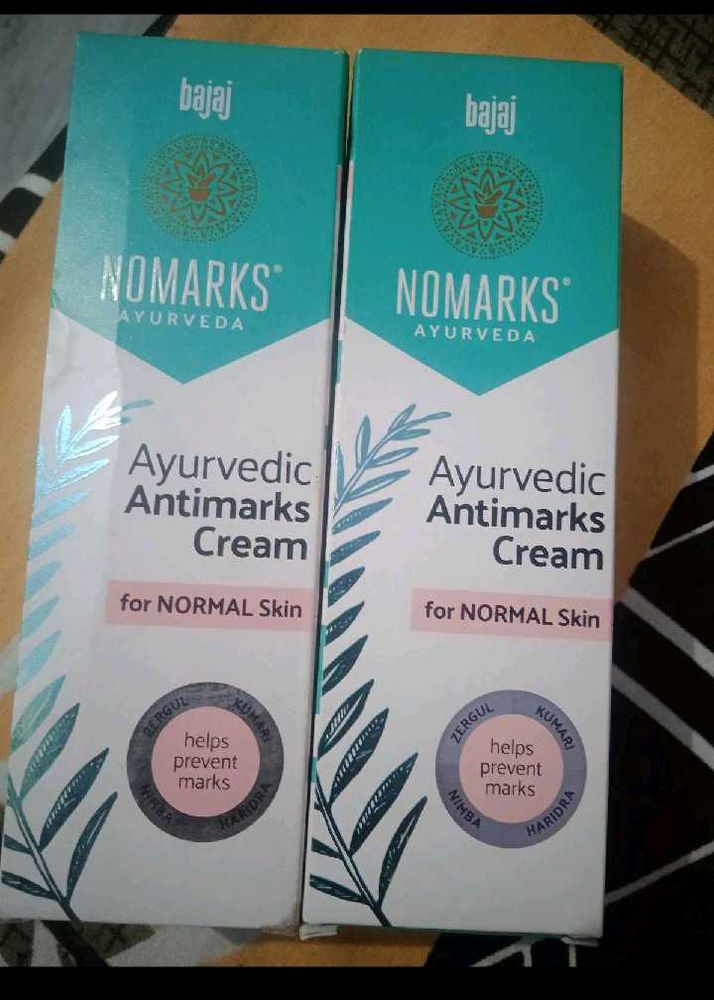 bajaj
NOMARKS®
AYURVEDA
Ayurvedic
Antimarks
Cream
for NORMAL Skin
ZERGUL
KUMARI
helps
prevent
marks
NIMBA
HARIDRA
bajaj
NOMARKS®
AYURVEDA
Ayurvedic
Antimarks
Cream
for NORMAL Skin
ZERGUL
KUMARI
helps
prevent
marks
NIMBA
HARIDRA